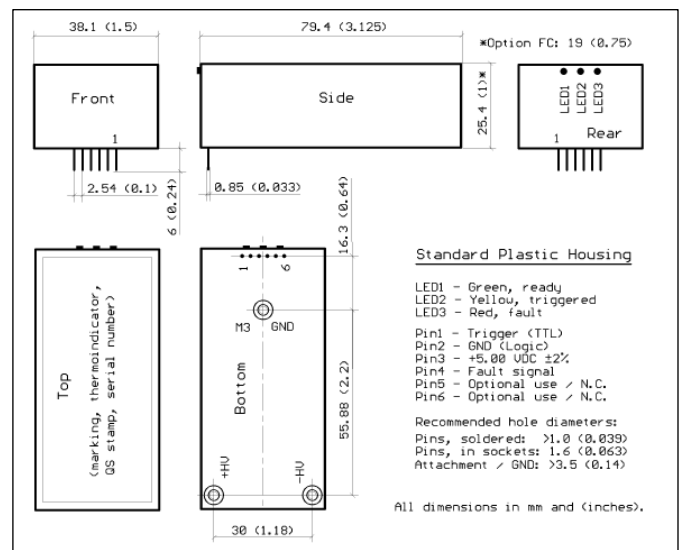 38.1 (1.5)
79.4 (3.125)
*Option FC: 19 (0.75)
Front
1
Side
25.4 (1)*
LED1
LED2
LED3
1
Rear
2.54 (0.1)
6 (0.24)
0.85 (0.033)
16.3 (0.64)
Top
(marking, thermoindicator,
QS stamp, serial number)
1
6
M3
GND
Bottom
+HV
-HV
55.88 (2.2)
30 (1.18)
Standard Plastic Housing
LED1 - Green, ready
LED2 - Yellow, triggered
LED3 - Red, fault
Pin1 - Trigger (TTL)
Pin2 - GND (Logic)
Pin3 - +5.00 VDC ±2%
Pin4 - Fault signal
Pin5 - Optional use / N.C.
Pin6 - Optional use / N.C.
Recommended hole diameters:
Pins, soldered: >1.0 (0.039)
Pins, in sockets: 1.6 (0.063)
Attachment / GND: >3.5 (0.14)
All dimensions in mm and (inches).